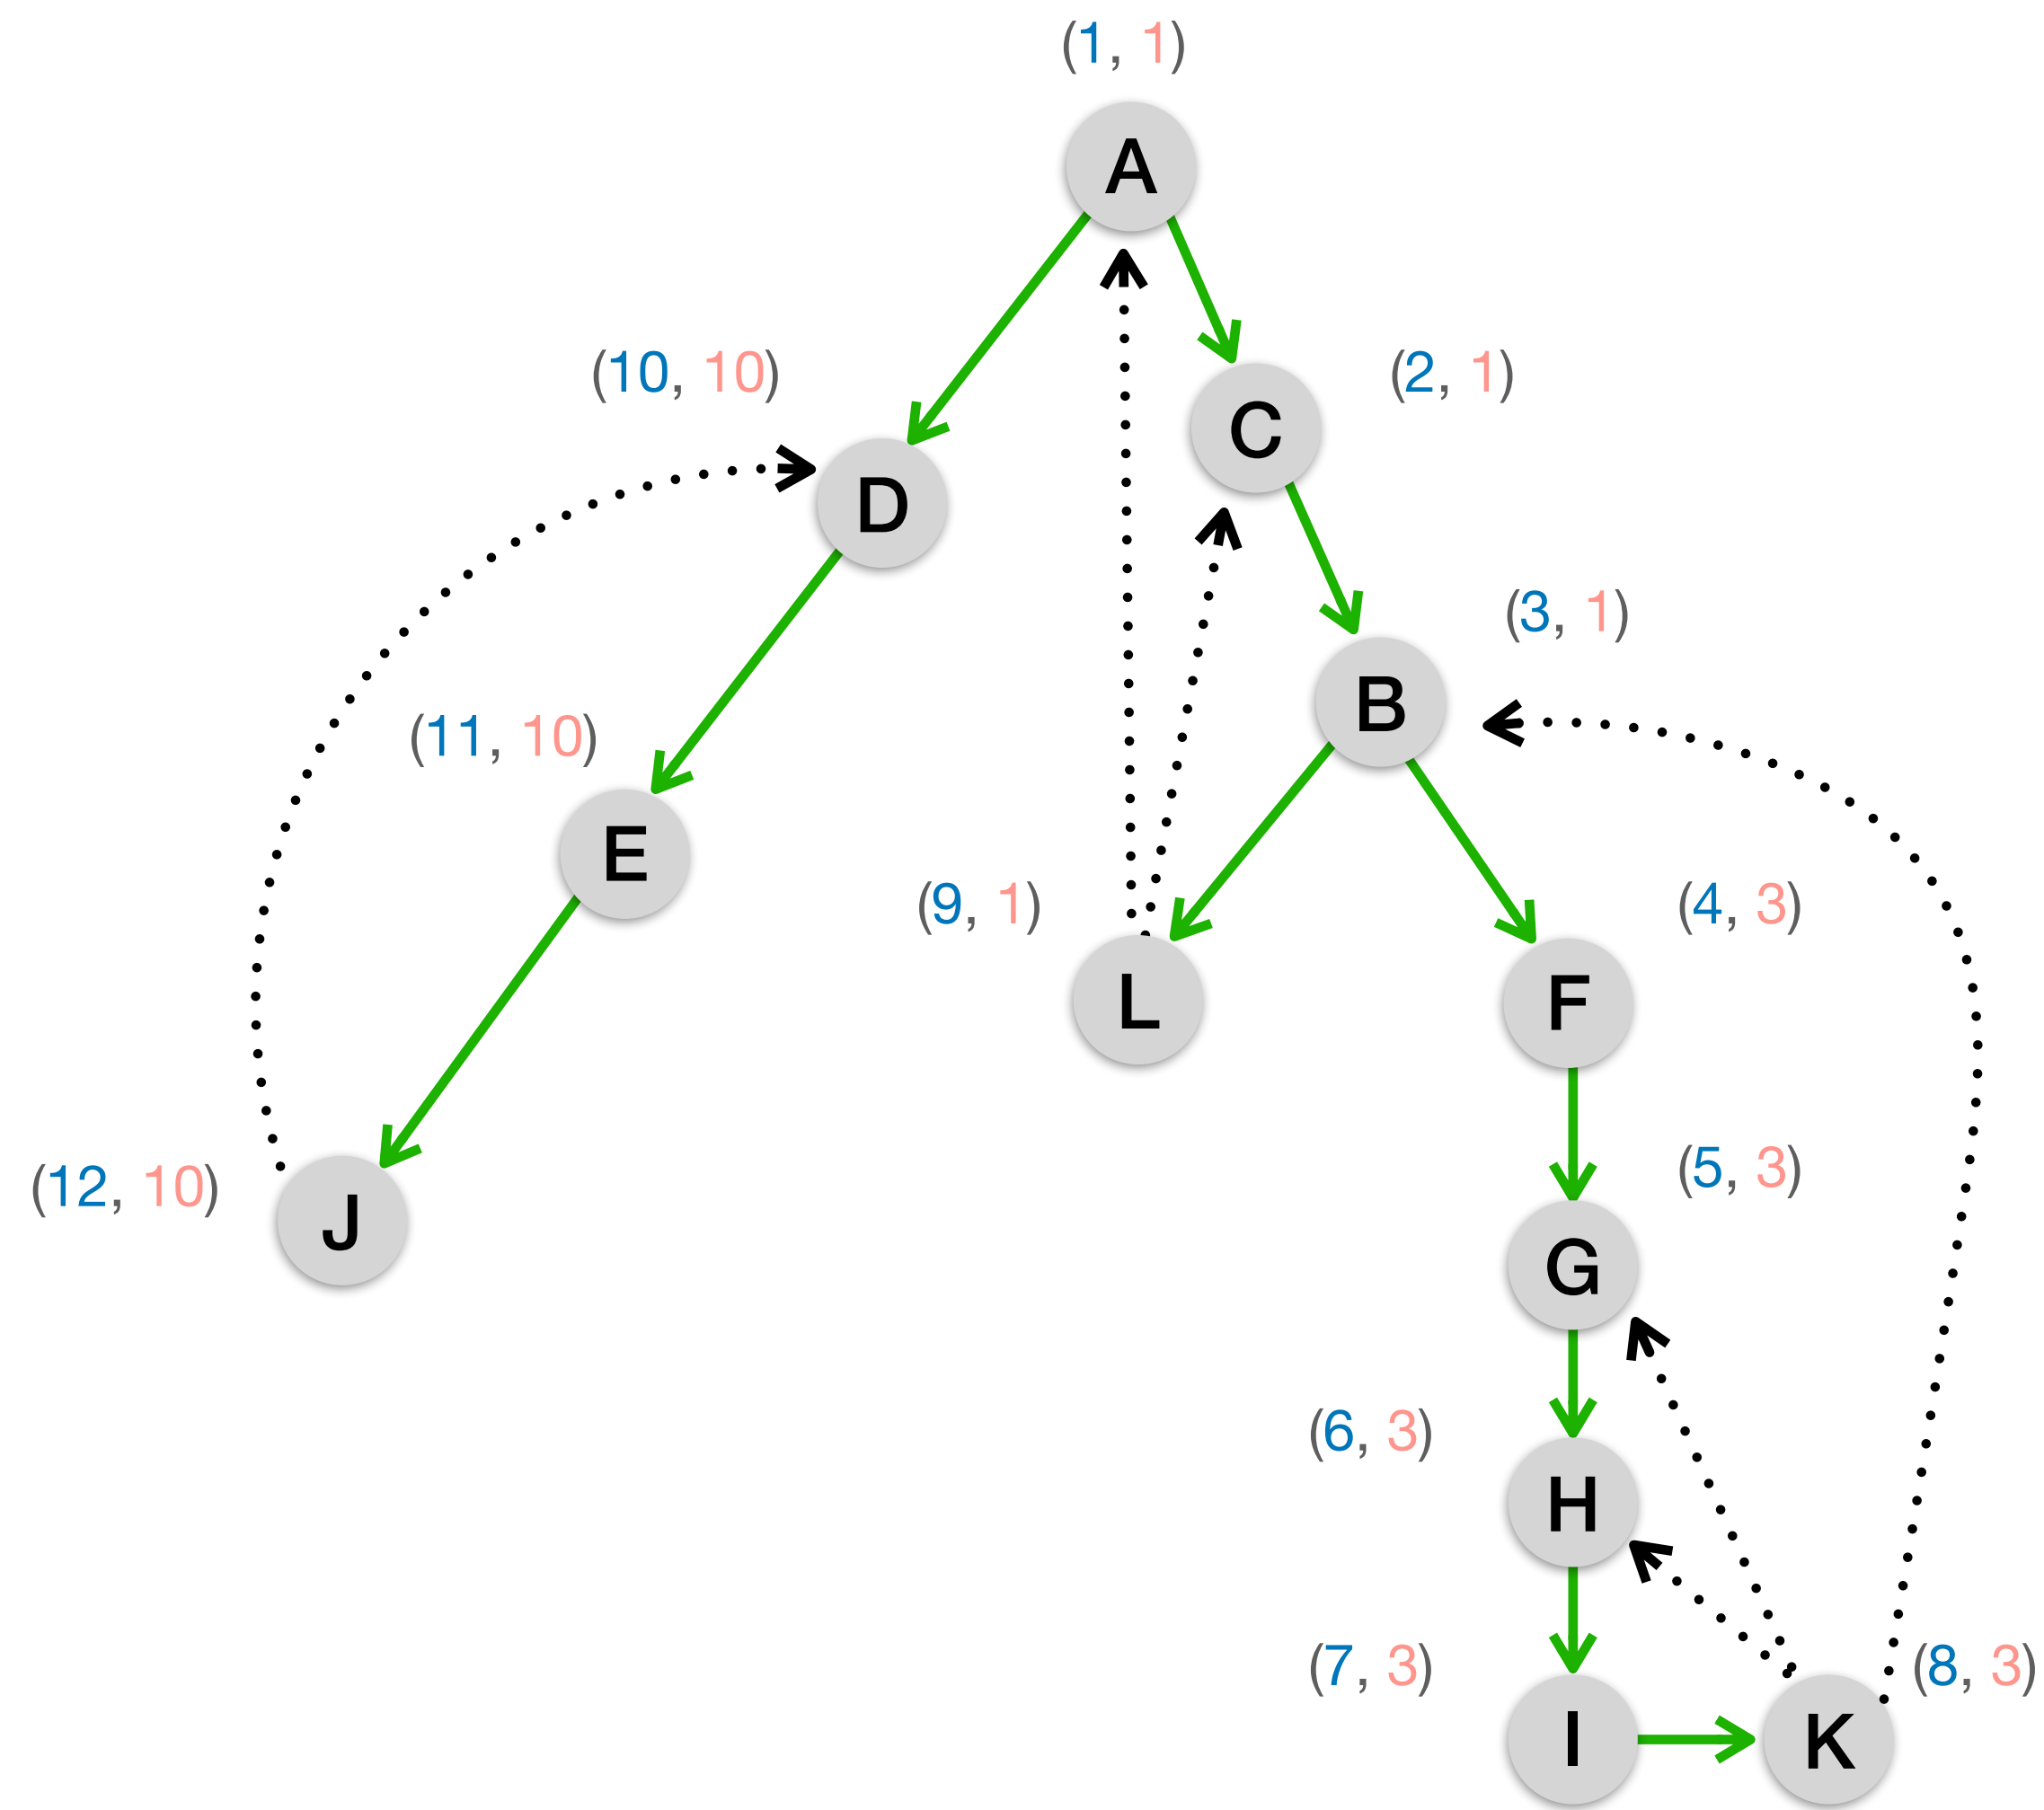 (1, 1)
A
(10, 10)
(2, 1)
C
D
(3, 1)
B
(11, 10)
E
(9, 1)
(4, 3)
L
F
(12, 10)
(5, 3)
J
G
(6, 3)
H
(7, 3)
(8, 3)
I
K